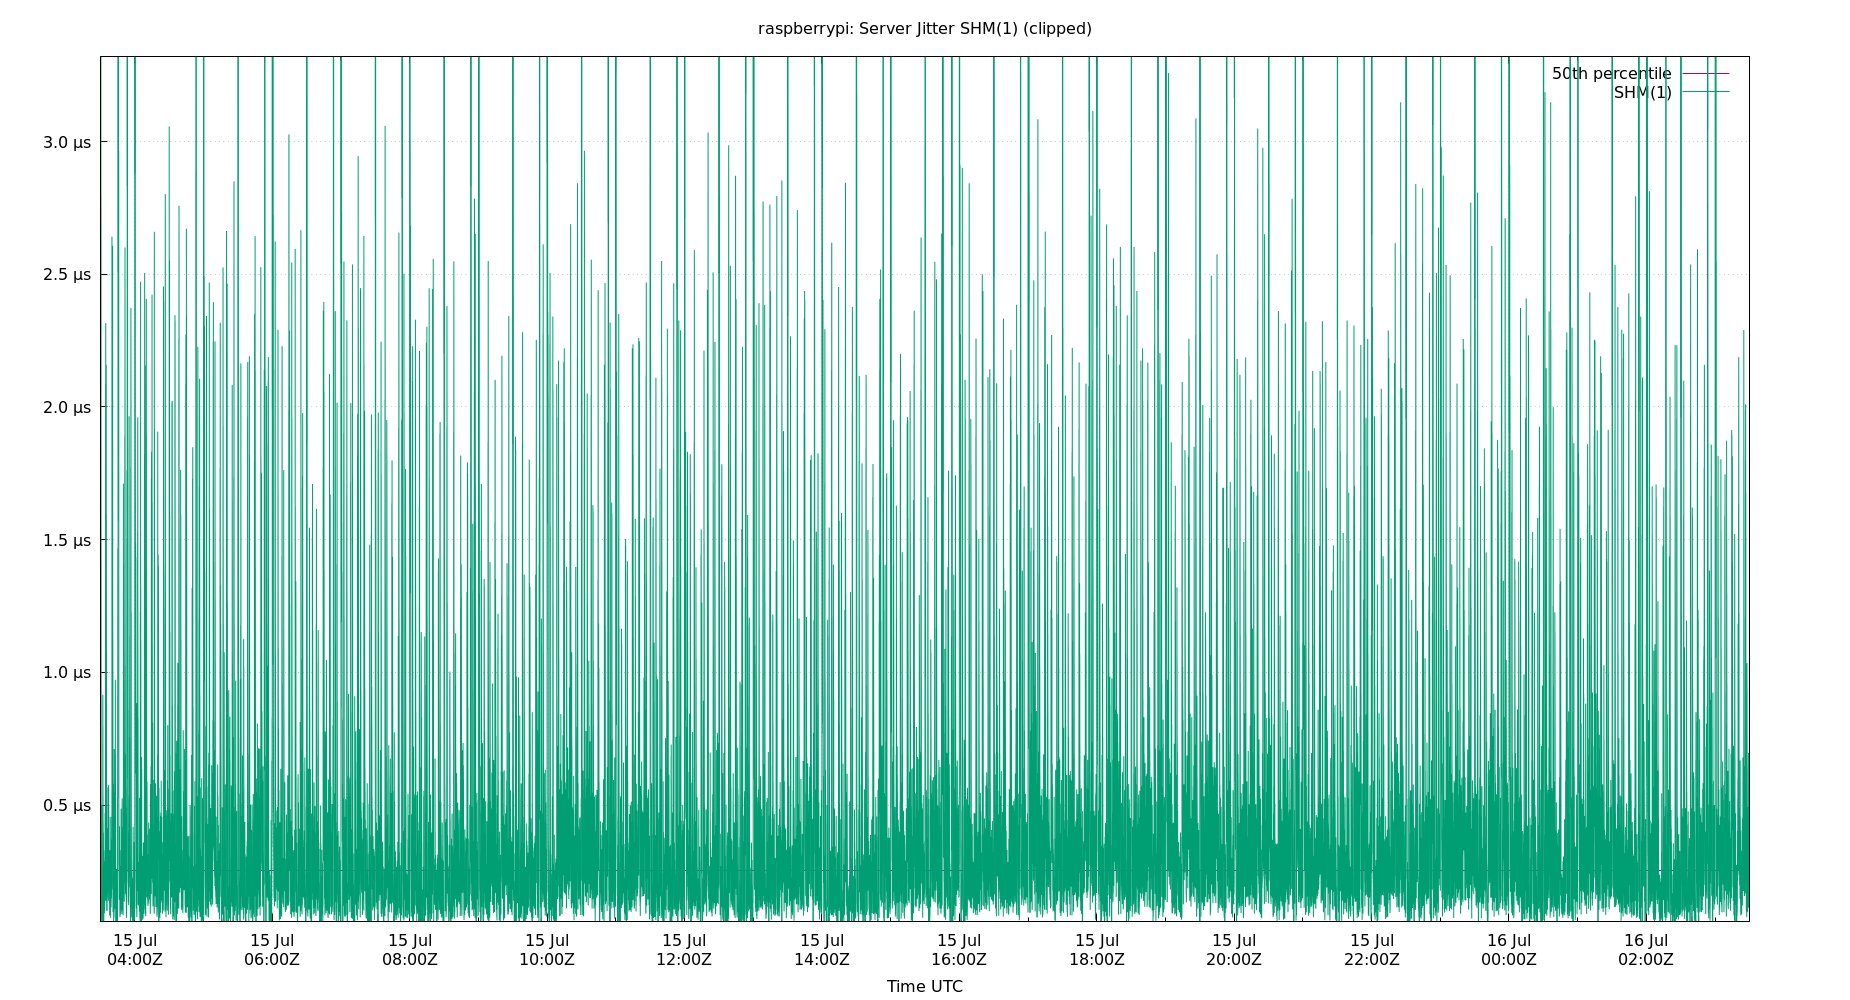 raspberrypi: Server Jitter SHM(1) (clipped)
50th percentile
SHM(1)
3.0 µs
2.5 µs
2.0 µs
1.5 µs
1.0 µs
0.5 µs
15 Jul 15 Jul 15 Jul 15 Jul 15 Jul 15 Jul 15 Jul 15 Jul 15 Jul 15 Jul 16 Jul 16 Jul
04:00Z 06:00Z 08:00Z 10:00Z 12:00Z 14:00Z 16:00Z 18:00Z 20:00Z 22:00Z 00:00Z 02:00Z
Time UTC